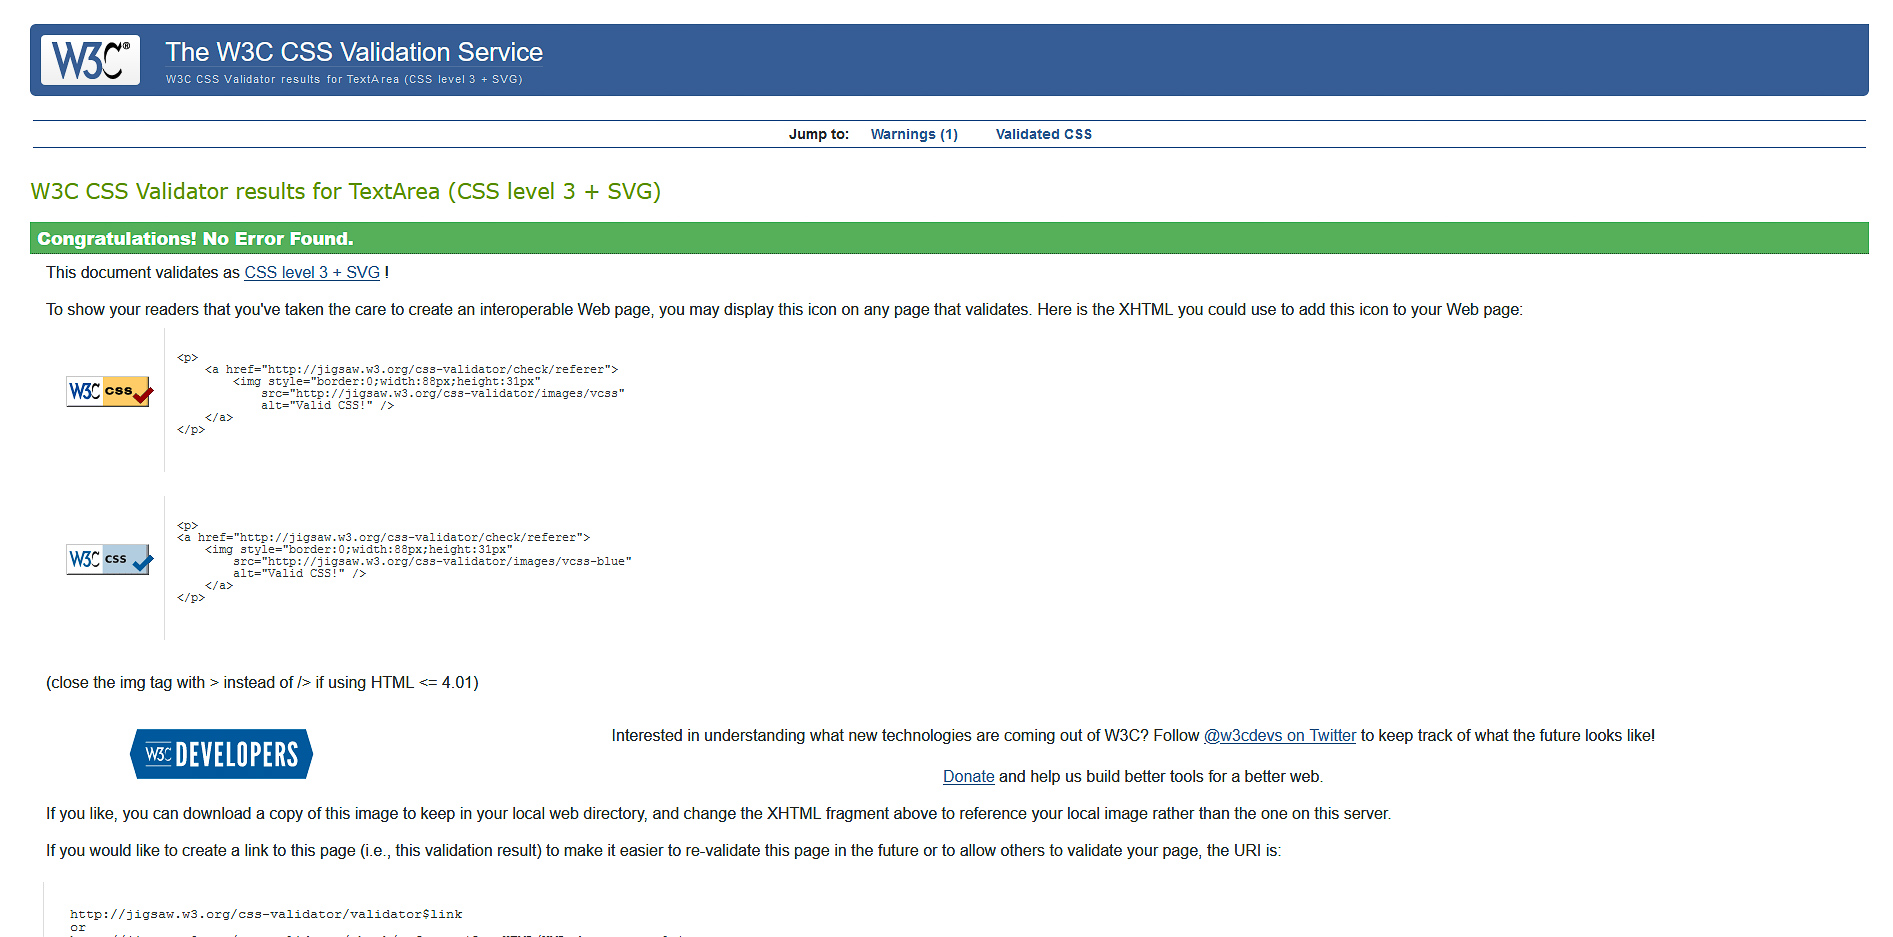 W3C®
The W3C CSS Validation Service
W3C CSS Validator results for TextArea (CSS level 3 + SVG)
Jump to: Warnings (1) Validated CSS
W3C CSS Validator results for TextArea (CSS level 3 + SVG)
Congratulations! No Error Found.
This document validates as CSS level 3 + SVG !
To show your readers that you've taken the care to create an interoperable Web page, you may display this icon on any page that validates. Here is the XHTML you could use to add this icon to your Web page:
W3C css
<p>
    <a href="http://jigsaw.w3.org/css-validator/check/referer">
        <img style="border:0;width:88px;height:31px"
            src="http://jigsaw.w3.org/css-validator/images/vcss"
            alt="Valid CSS!" />
    </a>
</p>
W3C css
<p>
<a href="http://jigsaw.w3.org/css-validator/check/referer">
    <img style="border:0;width:88px;height:31px"
        src="http://jigsaw.w3.org/css-validator/images/vcss-blue"
        alt="Valid CSS!" />
    </a>
</p>
(close the img tag with > instead of /> if using HTML <= 4.01)
W3C DEVELOPERS
Interested in understanding what new technologies are coming out of W3C? Follow @w3cdevs on Twitter to keep track of what the future looks like!
Donate and help us build better tools for a better web.
If you like, you can download a copy of this image to keep in your local web directory, and change the XHTML fragment above to reference your local image rather than the one on this server.
If you would like to create a link to this page (i.e., this validation result) to make it easier to re-validate this page in the future or to allow others to validate your page, the URI is:
http://jigsaw.w3.org/css-validator/validator$link
or